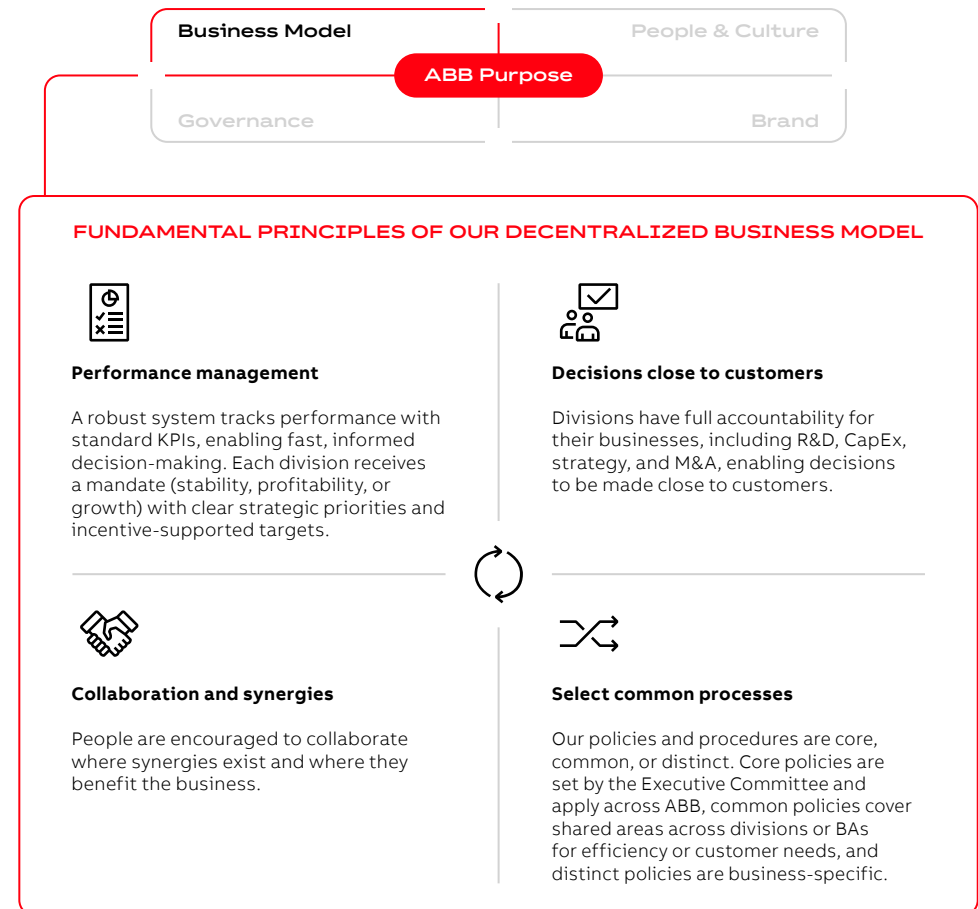 Business Model
People & Culture
ABB Purpose
Governance
Brand
FUNDAMENTAL PRINCIPLES OF OUR DECENTRALIZED BUSINESS MODEL
Performance management
A robust system tracks performance with
standard KPIs, enabling fast, informed
decision-making. Each division receives
a mandate (stability, profitability, or
growth) with clear strategic priorities and
incentive-supported targets.
Decisions close to customers
Divisions have full accountability for
their businesses, including R&D, CapEx,
strategy, and M&A, enabling decisions
to be made close to customers.
Collaboration and synergies
People are encouraged to collaborate
where synergies exist and where they
benefit the business.
Select common processes
Our policies and procedures are core,
common, or distinct. Core policies are
set by the Executive Committee and
apply across ABB, common policies cover
shared areas across divisions or BAs
for efficiency or customer needs, and
distinct policies are business-specific.